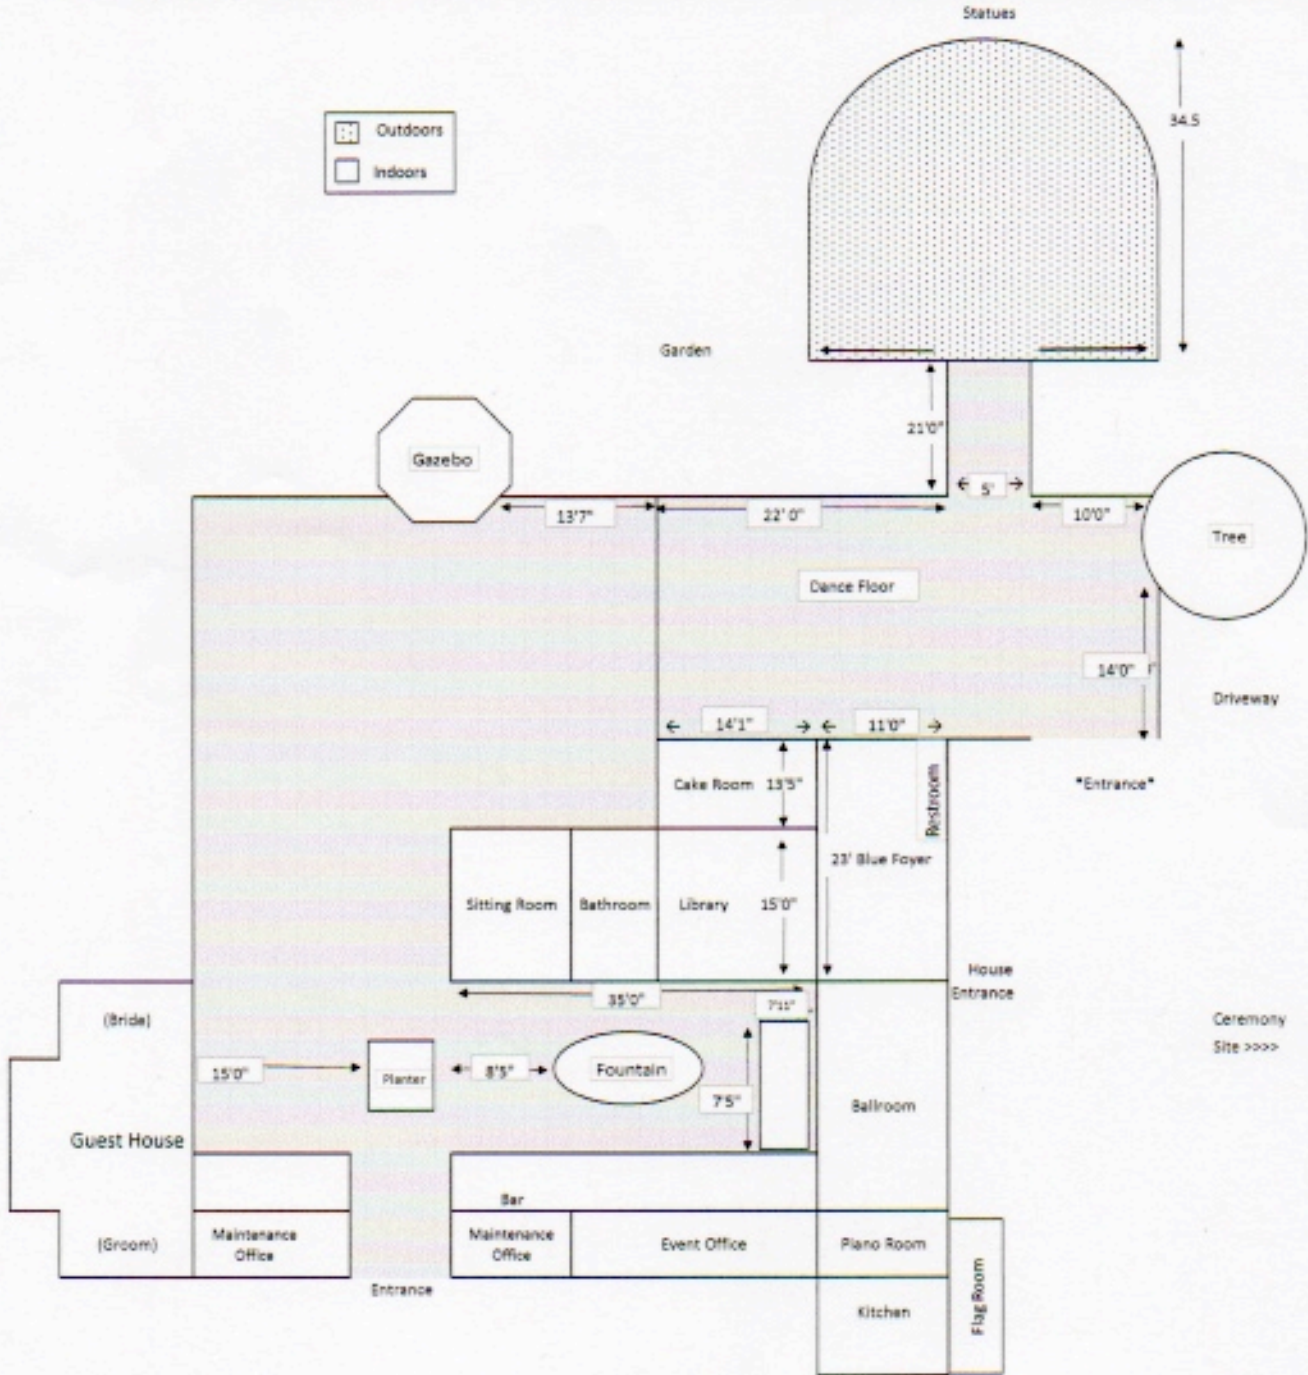 Statues
Outdoors
Indoors
34.5
Garden
21'0"
Gazebo
5'
13'7"
22'0"
10'0"
Tree
Dance Floor
14'0"
Driveway
14'1"
11'0"
Cake Room 13'5"
Restroom
*Entrance*
23' Blue Foyer
Sitting Room
Bathroom
Library
15'0"
House
Entrance
35'0"
7'11"
(Bride)
Ceremony
Site >>>>
15'0"
Planter
8'5"
Fountain
7'5"
Ballroom
Guest House
Bar
(Groom)
Maintenance
Office
Maintenance
Office
Event Office
Piano Room
Entrance
Kitchen
Flag Room